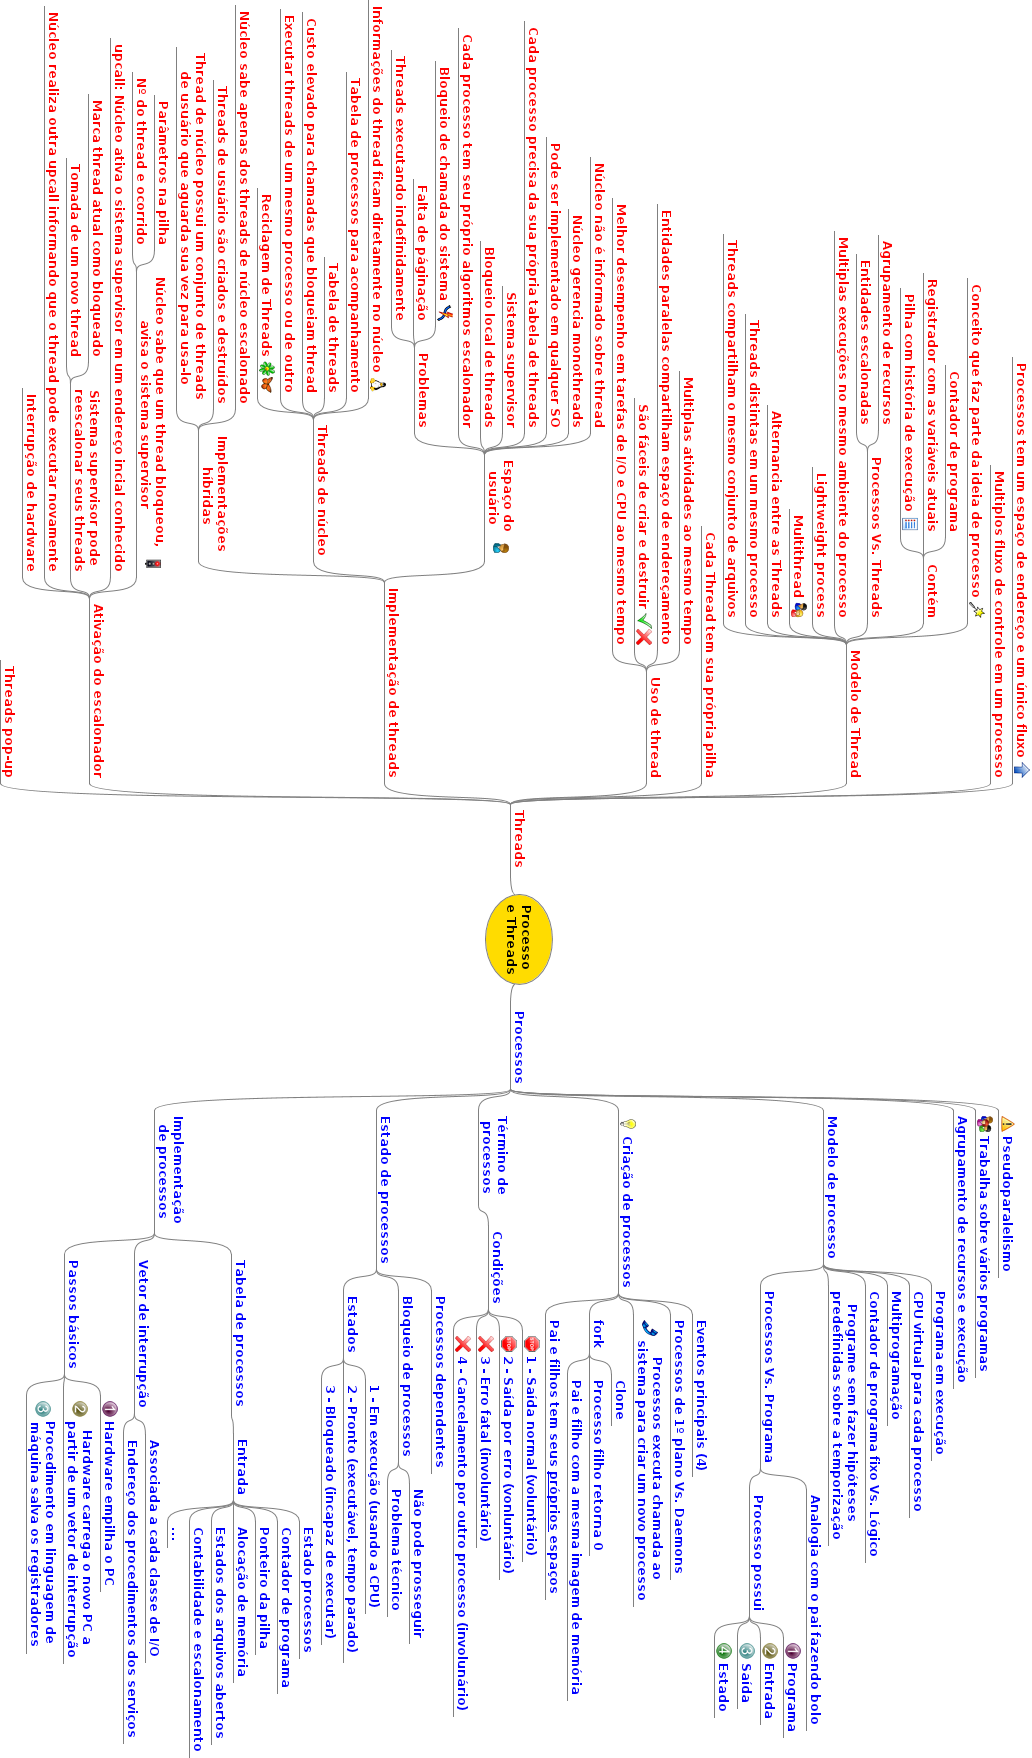 Processo
e Threads
Threads
Processos tem um espaço de endereço e um único fluxo
Multiplos fluxo de controle em um processo
Modelo de Thread
Conceito que faz parte da ideia de processo
Contém
Contador de programa
Registrador com as variáveis atuais
Pilha com história de execução
Processos Vs. Threads
Agrupamento de recursos
Entidades escalonadas
Multiplas execuções no mesmo ambiente do processo
Lightweight process
Multithread
Alternancia entre as Threads
Threads distintas em um mesmo processo
Threads compartilham o mesmo conjunto de arquivos
Cada Thread tem sua própria pilha
Uso de thread
Multiplas atividades ao mesmo tempo
Entidades paralelas compartilham espaço de endereçamento
São fáceis de criar e destruir
Melhor desempenho em tarefas de I/O e CPU ao mesmo tempo
Implementação de threads
Espaço do
usuário
Núcleo não é informado sobre thread
Núcleo gerencia monothreads
Pode ser implementado em qualquer SO
Cada processo precisa da sua própria tabela de threads
Sistema supervisor
Bloqueio local de threads
Cada processo tem seu próprio algoritmos escalonador
Problemas
Bloqueio de chamada do sistema
Falta de páginação
Threads executando indefinidamente
Threads de núcleo
Informações do thread ficam diretamente no núcleo
Tabela de processos para acompanhamento
Tabela de threads
Custo elevado para chamadas que bloqueiam thread
Executar threads de um mesmo processo ou de outro
Reciclagem de Threads
Implementações
híbridas
Núcleo sabe apenas dos threads de núcleo escalonado
Threads de usuário são criados e destruídos
Thread de núcleo possui um conjunto de threads
de usuário que aguarda sua vez para usa-lo
Ativação do escalonador
Núcleo sabe que um thread bloqueou,
avisa o sistema supervisor
Parâmetros na pilha
Nº do thread e ocorrido
upcall: Núcleo ativa o sistema supervisor em um endereço incial conhecido
Sistema supervisor pode
reescalonar seus threads
Marca thread atual como bloqueado
Tomada de um novo thread
Núcleo realiza outra upcall informando que o thread pode executar novamente
Interrupção de hardware
Threads pop-up
Processos
Pseudoparalelismo
Trabalha sobre vários programas
Agrupamento de recursos e execução
Modelo de processo
Programa em execução
CPU virtual para cada processo
Multiprogramação
Contador de programa fixo Vs. Lógico
Programe sem fazer hipóteses
predefinidas sobre a temporização
Processos Vs. Programa
Analogia com o pai fazendo bolo
Processo possui
1 Programa
2 Entrada
3 Saída
4 Estado
Criação de processos
Eventos principais (4)
Processos de 1º plano Vs. Daemons
Processos executa chamada ao
sistema para criar um novo processo
fork
Clone
Processo filho retorna 0
Pai e filho com a mesma imagem de memória
Pai e filhos tem seus próprios espaços
Término de
processos
Condições
STOP 1 - Saída normal (voluntário)
STOP 2 - Saída por erro (vonluntário)
3 - Erro fatal (involuntário)
4 - Cancelamento por outro processo (involunário)
Estado de processos
Processos dependentes
Bloqueio de processos
Não pode prosseguir
Problema técnico
Estados
1 - Em execução (usando a CPU)
2 - Pronto (executável, tempo parado)
3 - Bloqueado (incapaz de executar)
Implementação
de processos
Tabela de processos
Entrada
Estado processos
Contador de programa
Ponteiro da pilha
Alocação de memória
Estados dos arquivos abertos
Contabilidade e escalonamento
...
Vetor de interrupção
Associada a cada classe de I/O
Endereço dos procedimentos dos serviços
Passos básicos
1 Hardware empilha o PC
2 Hardware carrega o novo PC a
partir de um vetor de interrupção
3 Procedimento em linguagem de
máquina salva os registradores